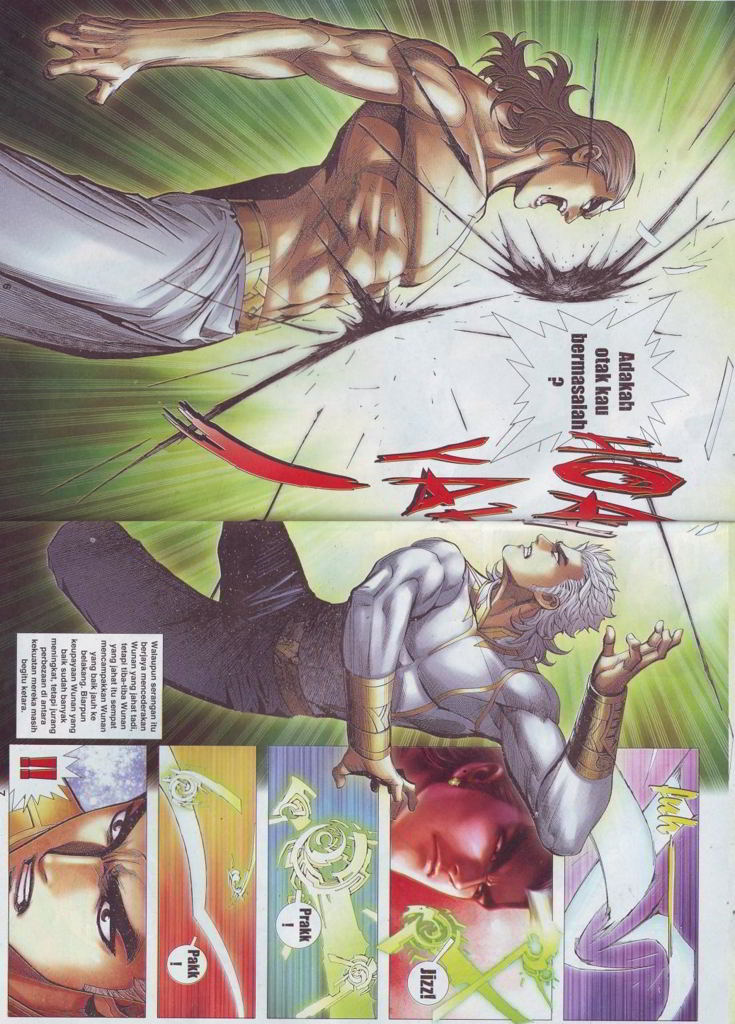 Adakah
otak kau
bermasalah
?
HOA
YAA
Walaupun serangan itu
berjaya mencederakan
Wunan yang jahat tadi,
tetapi tiba-tiba Wunan
yang jahat itu sempat
mencampakkan Wunan
yang baik jauh ke
belakang. Biarpun
keupayaan Wunan yang
baik sudah banyak
meningkat, tetapi jurang
perbezaan di antara
kekuatan mereka masih
begitu ketara.
Jizz!
Prakk
!
Pakk
!
!!